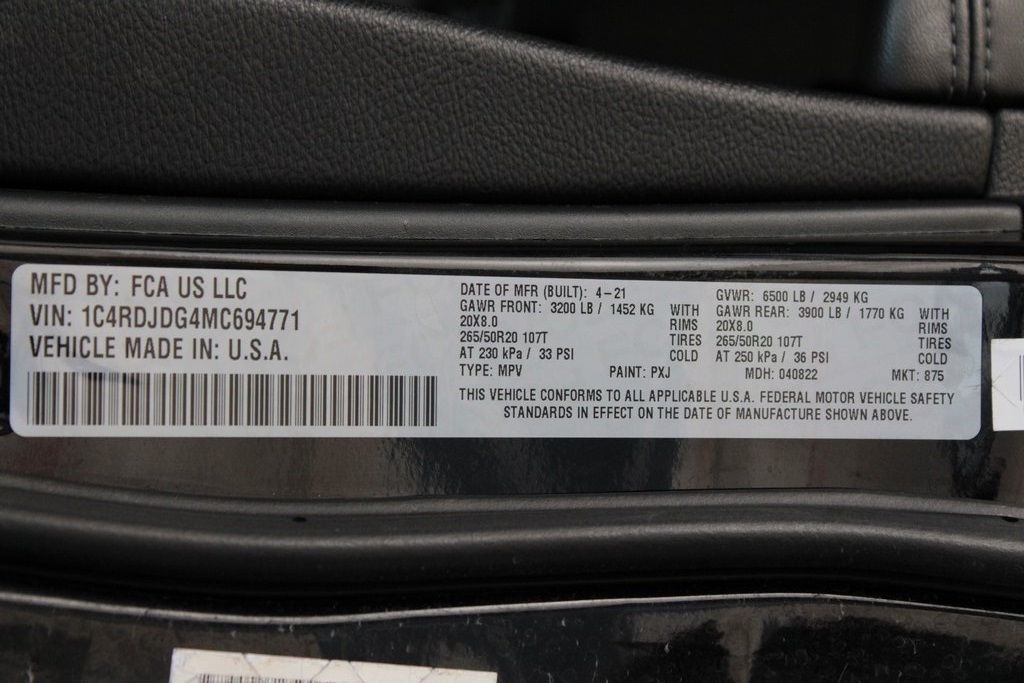 MFD BY: FCA US LLC
VIN: 1C4RDJDG4MC694771
VEHICLE MADE IN: U.S.A.
DATE OF MFR (BUILT): 4-21
GAWR FRONT: 3200 LB / 1452 KG WITH
20X8.0 RIMS
265/50R20 107T TIRES
AT 230 kPa / 33 PSI COLD
TYPE: MPV PAINT: PXJ
GVWR: 6500 LB / 2949 KG
GAWR REAR: 3900 LB / 1770 KG WITH
20X8.0 RIMS
265/50R20 107T TIRES
AT 250 kPa / 36 PSI COLD
MDH: 040822 MKT: 875
THIS VEHICLE CONFORMS TO ALL APPLICABLE U.S.A. FEDERAL MOTOR VEHICLE SAFETY
STANDARDS IN EFFECT ON THE DATE OF MANUFACTURE SHOWN ABOVE.